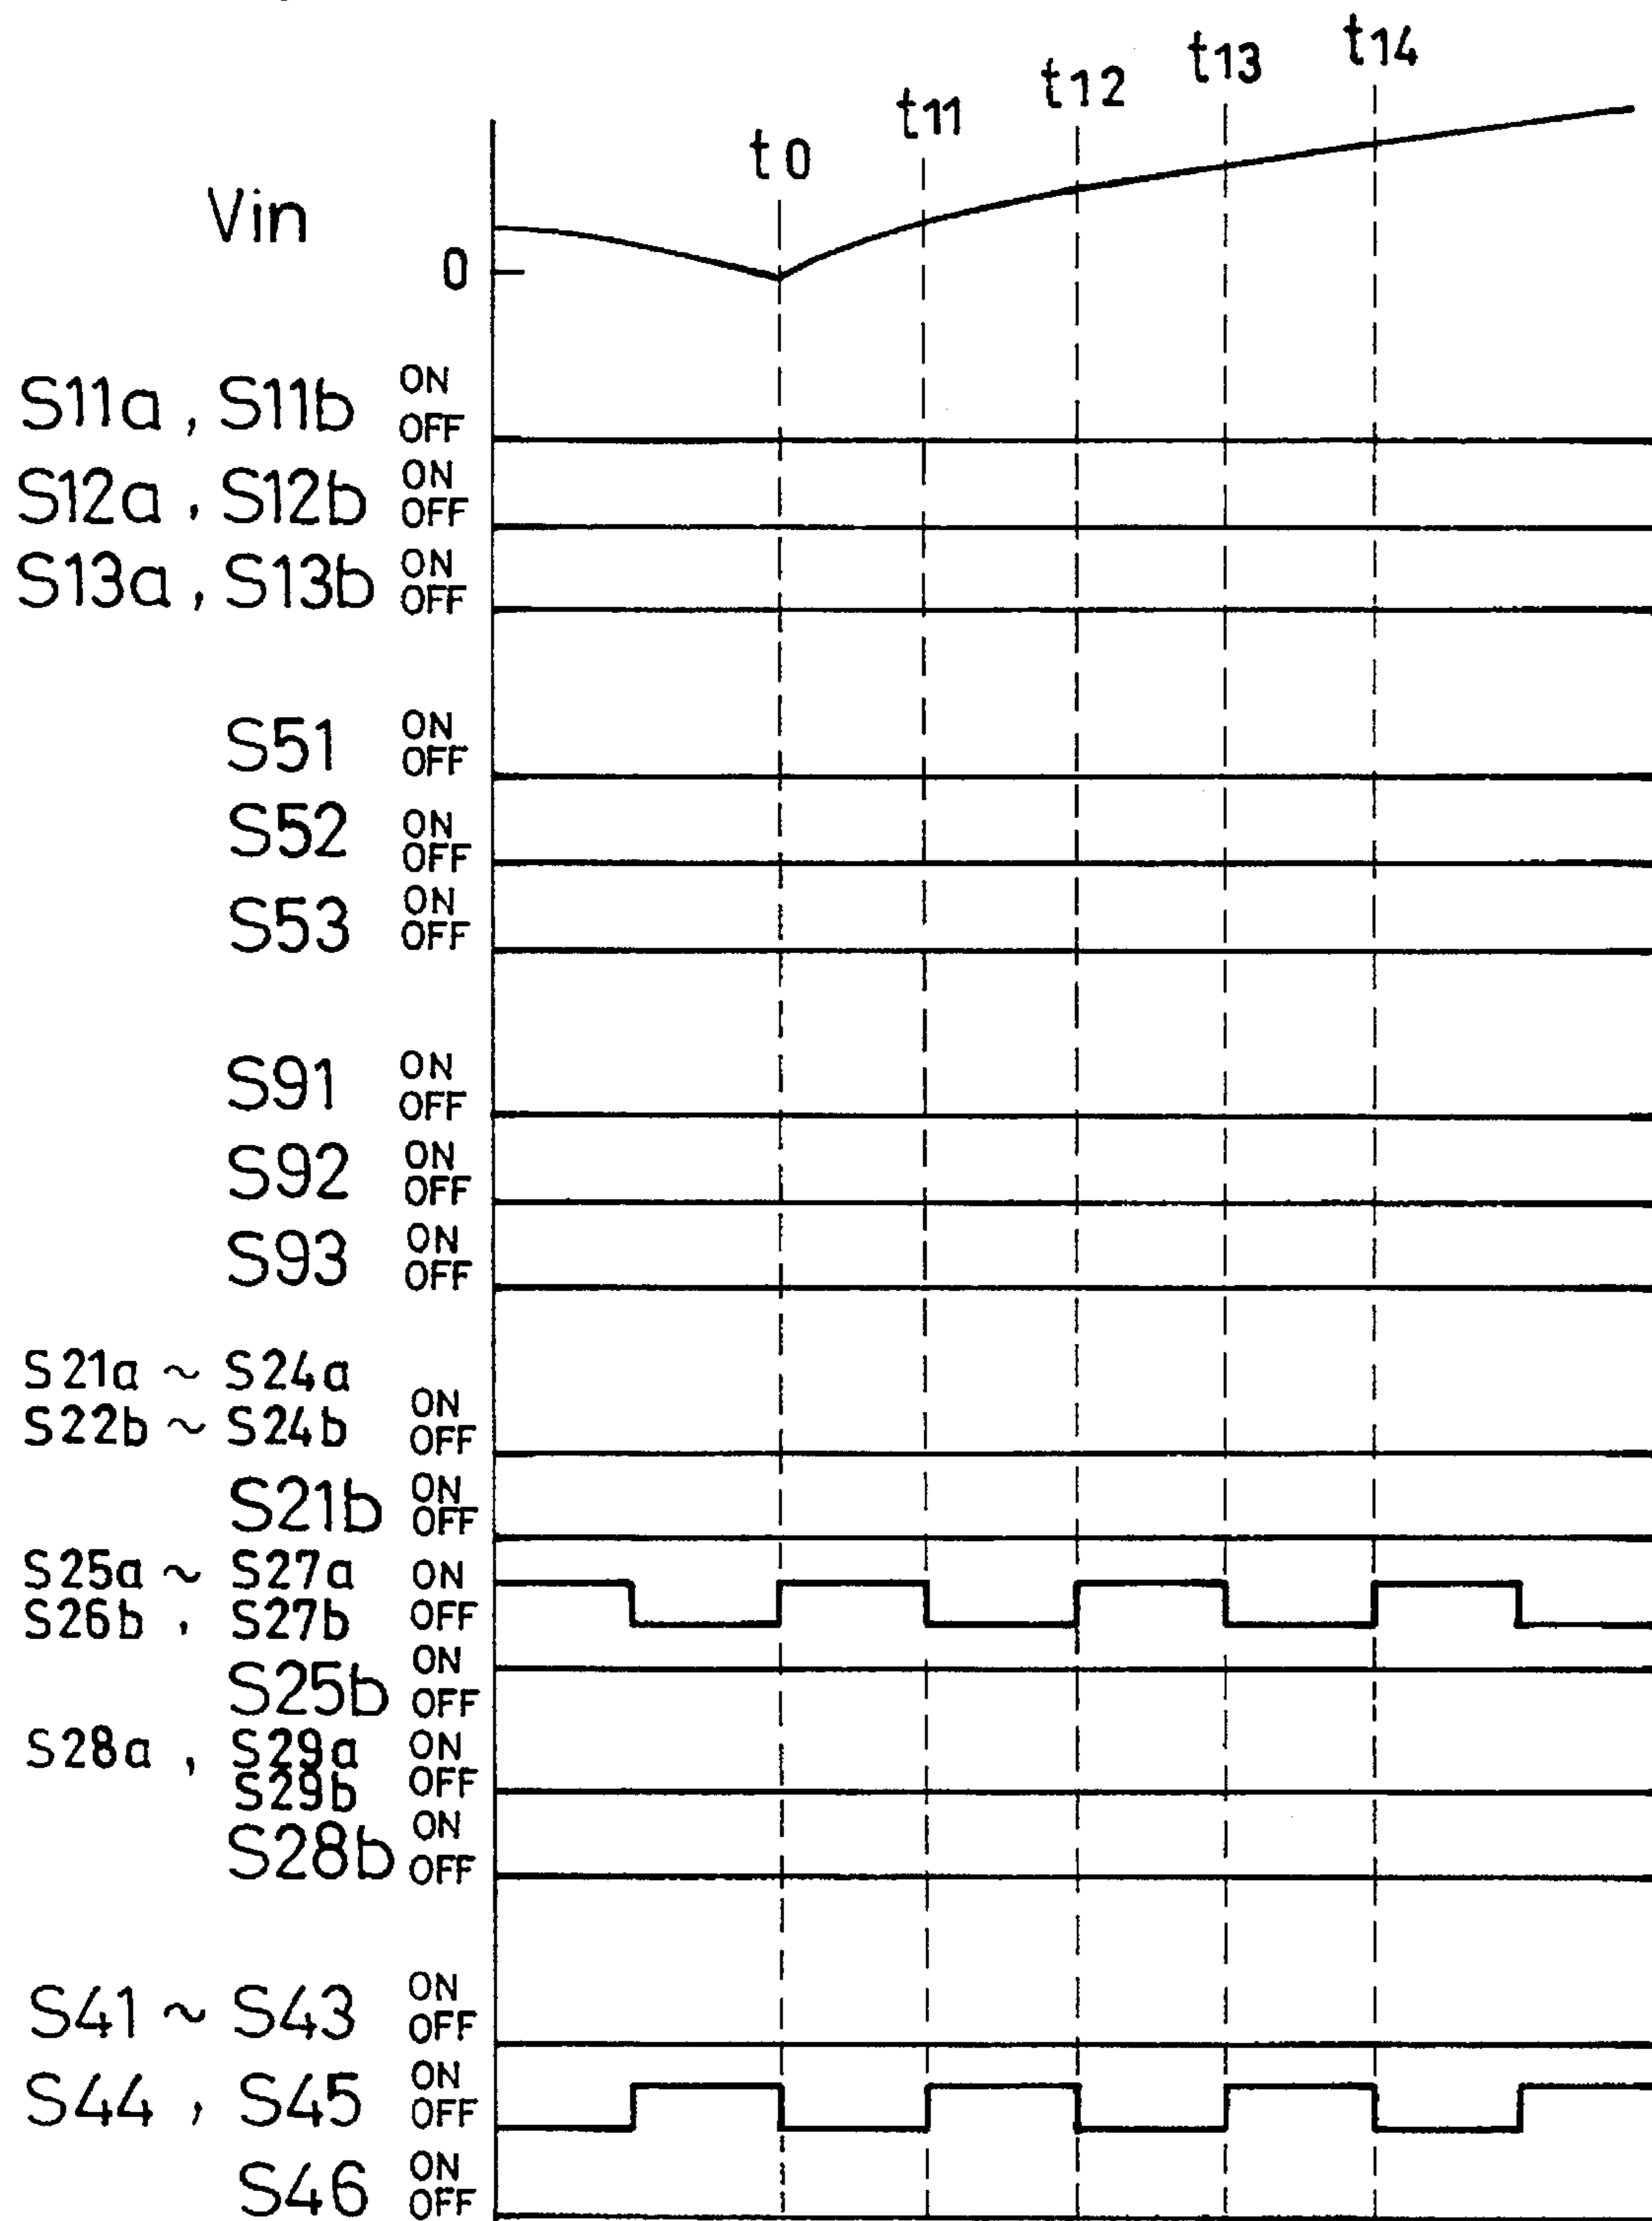 t0 t11 t12 t13 t14
Vin
0
S11a , S11b ON
OFF
S12a , S12b ON
OFF
S13a , S13b ON
OFF
S51 ON
OFF
S52 ON
OFF
S53 ON
OFF
S91 ON
OFF
S92 ON
OFF
S93 ON
OFF
S21a ~ S24a
S22b ~ S24b ON
OFF
S21b ON
OFF
S25a ~ S27a ON
S26b , S27b OFF
S25b ON
OFF
S28a , S29a ON
S29b OFF
S28b ON
OFF
S41 ~ S43 ON
OFF
S44 , S45 ON
OFF
S46 ON
OFF